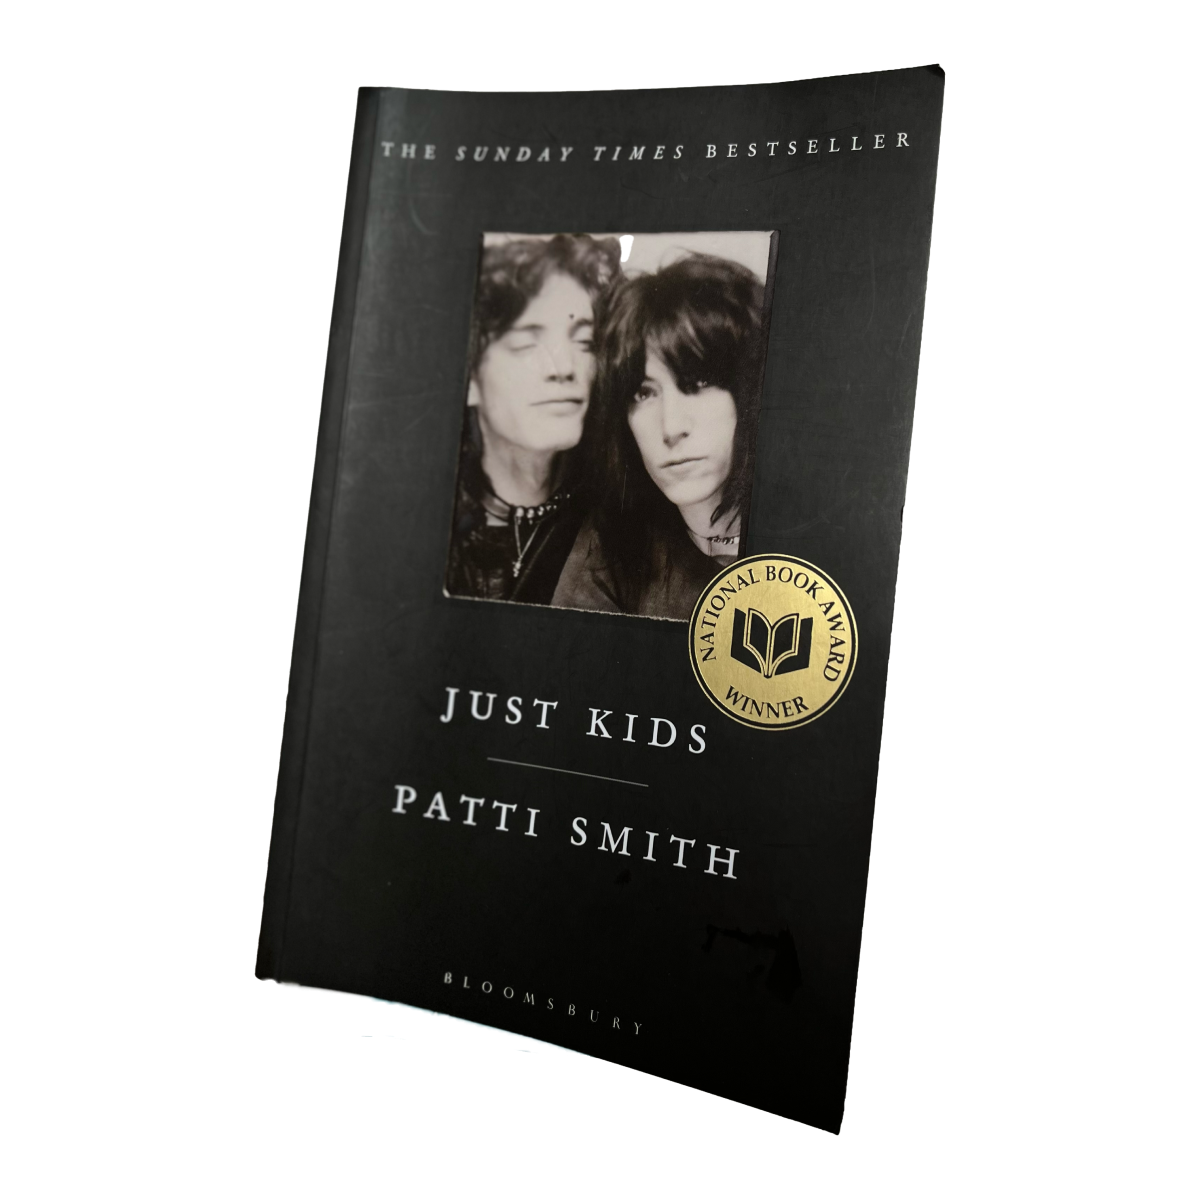 THE SUNDAY TIMES BESTSELLER
NATIONAL BOOK AWARD
WINNER
JUST KIDS
PATTI SMITH
BLOOMSBURY